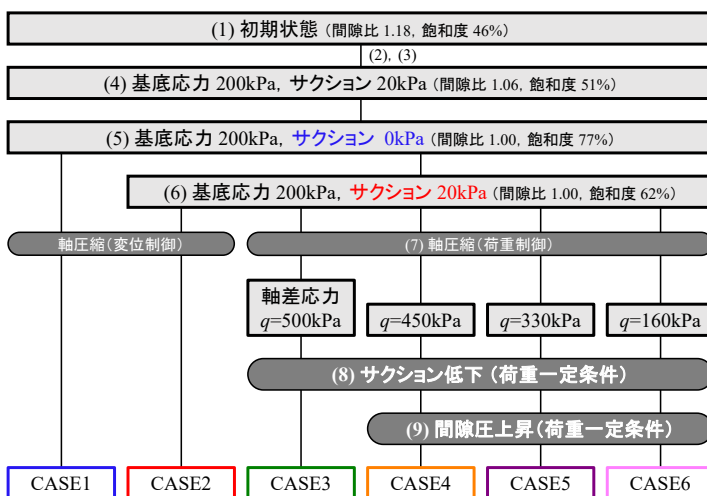 (1) 初期状態 (間隙比 1.18, 飽和度 46%)
(2), (3)
(4) 基底応力 200kPa, サクション 20kPa (間隙比 1.06, 飽和度 51%)
(5) 基底応力 200kPa, サクション 0kPa (間隙比 1.00, 飽和度 77%)
(6) 基底応力 200kPa, サクション 20kPa (間隙比 1.00, 飽和度 62%)
軸圧縮(変位制御)
(7) 軸圧縮(荷重制御)
軸差応力
q=500kPa
q=450kPa
q=330kPa
q=160kPa
(8) サクション低下 (荷重一定条件)
(9) 間隙圧上昇(荷重一定条件)
CASE1
CASE2
CASE3
CASE4
CASE5
CASE6